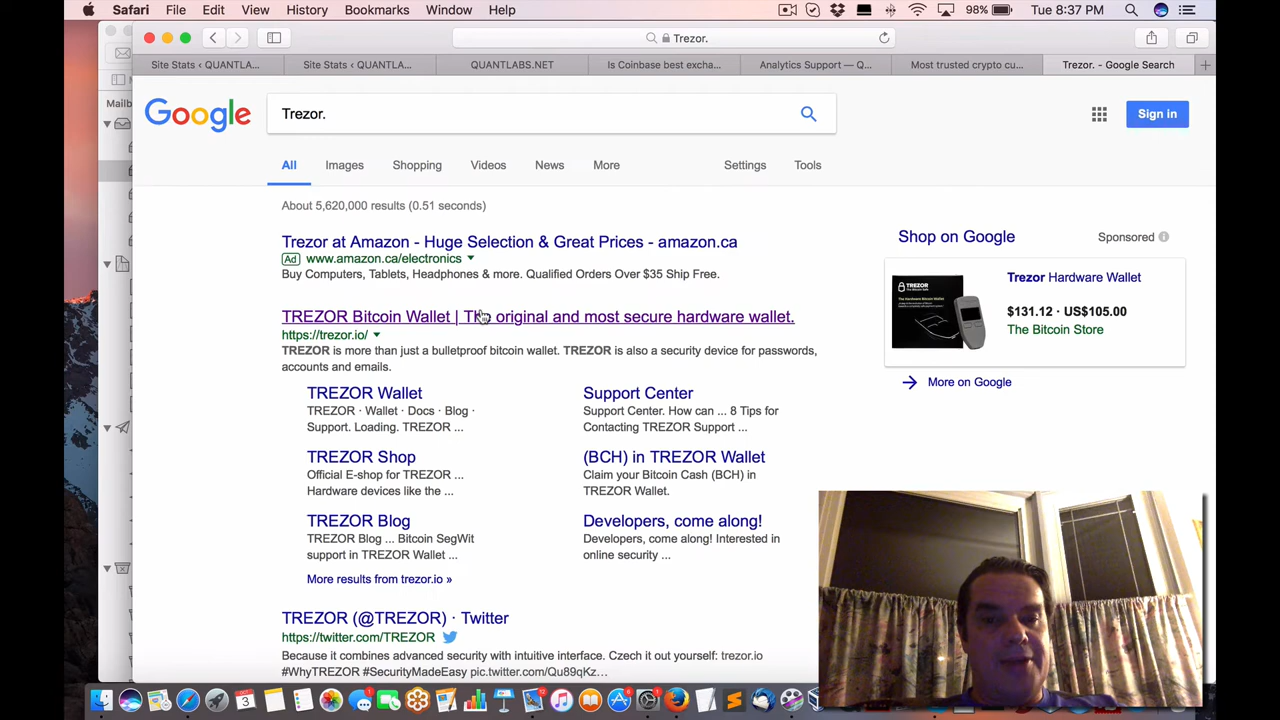 Safari File Edit View History Bookmarks Window Help 98% Tue 8:37 PM
Trezor.
Site Stats ‹ QUANTLA... Site Stats ‹ QUANTLA... QUANTLABS.NET Is Coinbase best excha... Analytics Support — Q... Most trusted crypto cu... Trezor. - Google Search
Mailb
Google Trezor. Sign in
All Images Shopping Videos News More Settings Tools
About 5,620,000 results (0.51 seconds)
Trezor at Amazon - Huge Selection & Great Prices - amazon.ca
Ad www.amazon.ca/electronics
Buy Computers, Tablets, Headphones & more. Qualified Orders Over $35 Ship Free.
TREZOR Bitcoin Wallet | The original and most secure hardware wallet.
https://trezor.io/
TREZOR is more than just a bulletproof bitcoin wallet. TREZOR is also a security device for passwords,
accounts and emails.
TREZOR Wallet
TREZOR · Wallet · Docs · Blog ·
Support. Loading. TREZOR ...
Support Center
Support Center. How can ... 8 Tips for
Contacting TREZOR Support ...
TREZOR Shop
Official E-shop for TREZOR ...
Hardware devices like the ...
(BCH) in TREZOR Wallet
Claim your Bitcoin Cash (BCH) in
TREZOR Wallet.
TREZOR Blog
TREZOR Blog ... Bitcoin SegWit
support in TREZOR Wallet ...
Developers, come along!
Developers, come along! Interested in
online security ...
More results from trezor.io »
TREZOR (@TREZOR) · Twitter
https://twitter.com/TREZOR
Because it combines advanced security with intuitive interface. Czech it out yourself: trezor.io
#WhyTREZOR #SecurityMadeEasy pic.twitter.com/Qu89qKz...
Shop on Google Sponsored
TREZOR
Trezor Hardware Wallet
$131.12 · US$105.00
The Bitcoin Store
More on Google
3